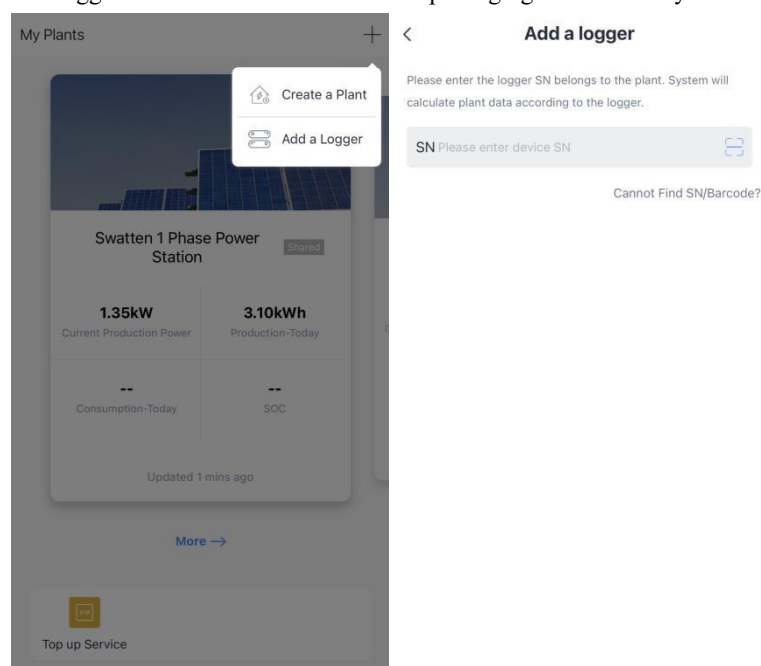 My Plants
Create a Plant
Add a Logger
Swatten 1 Phase Power
Station
Shared
1.35kW
3.10kWh
Current Production Power
Production-Today
--
--
Consumption-Today
SOC
Updated 1 mins ago
More
Top up Service
Add a logger
Please enter the logger SN belongs to the plant. System will
calculate plant data according to the logger.
SN Please enter device SN
Cannot Find SN/Barcode?